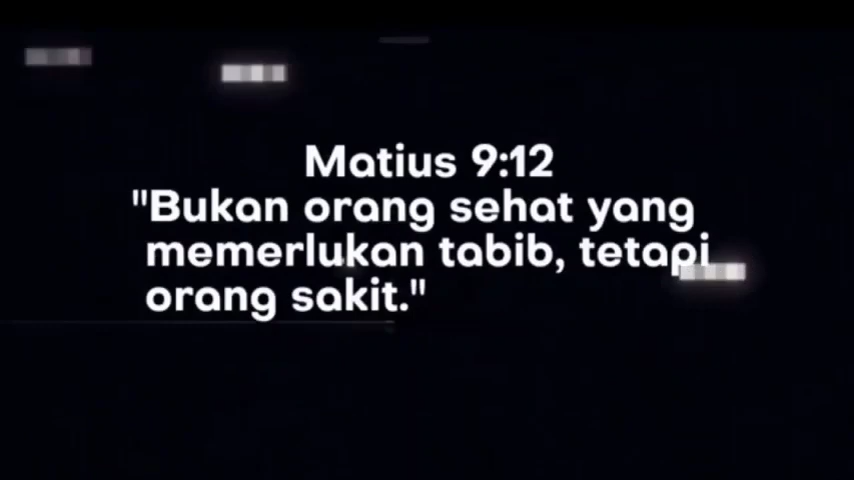 Matius 9:12
"Bukan orang sehat yang
memerlukan tabib, tetapi
orang sakit."